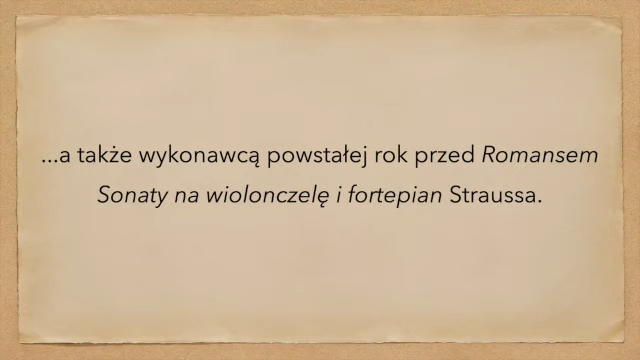 ...a także wykonawcą powstałej rok przed Romansem
Sonaty na wiolonczelę i fortepian Straussa.